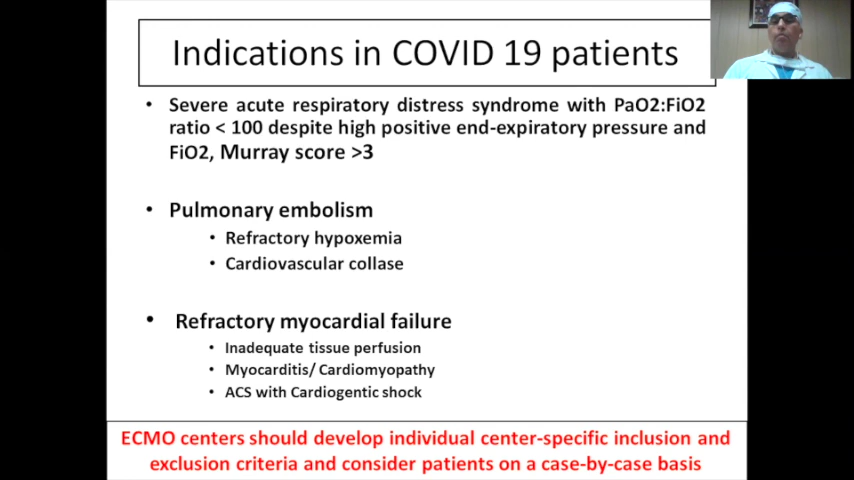 Indications in COVID 19 patients
• Severe acute respiratory distress syndrome with PaO2:FiO2
ratio < 100 despite high positive end-expiratory pressure and
FiO2, Murray score >3
• Pulmonary embolism
• Refractory hypoxemia
• Cardiovascular collase
• Refractory myocardial failure
• Inadequate tissue perfusion
• Myocarditis/ Cardiomyopathy
• ACS with Cardiogentic shock
ECMO centers should develop individual center-specific inclusion and
exclusion criteria and consider patients on a case-by-case basis